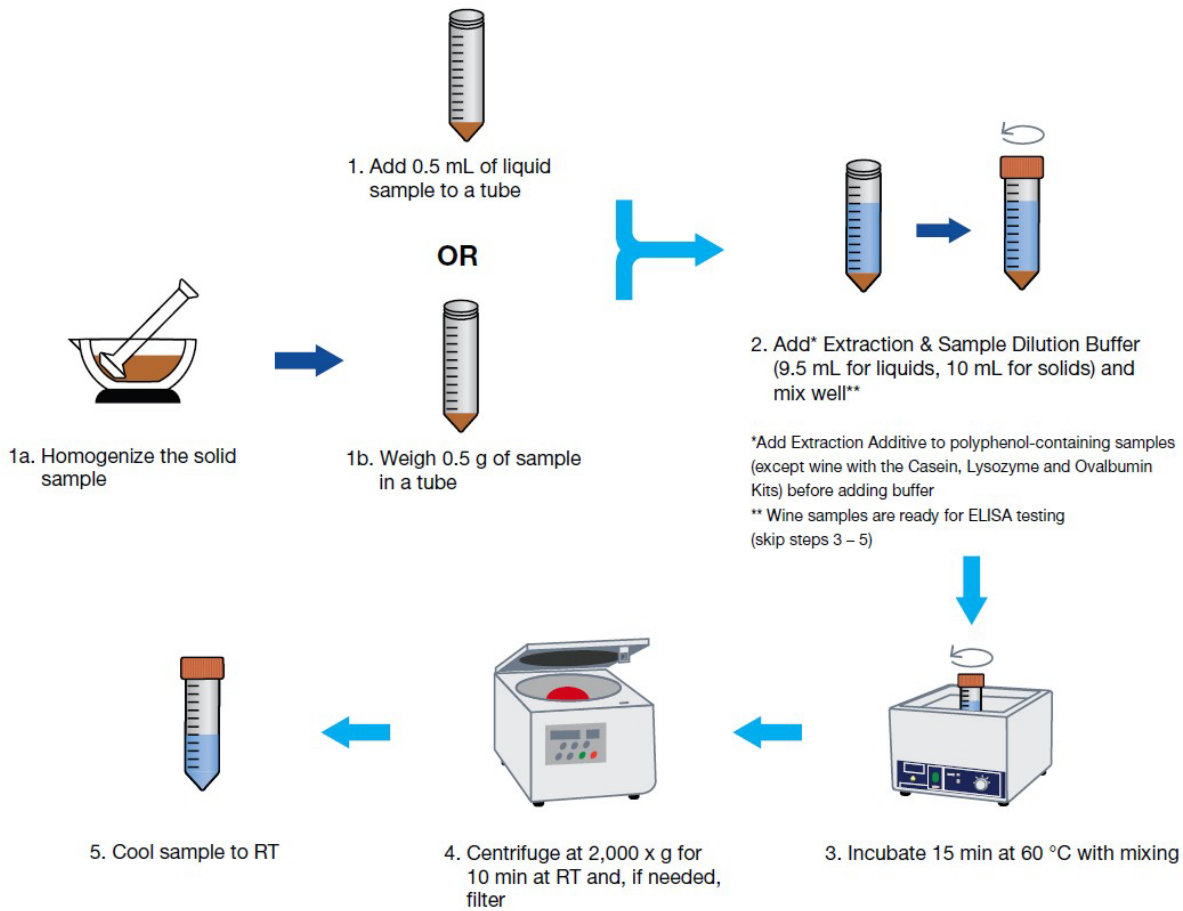 1. Add 0.5 mL of liquid
sample to a tube
OR
1a. Homogenize the solid
sample
1b. Weigh 0.5 g of sample
in a tube
2. Add* Extraction & Sample Dilution Buffer
(9.5 mL for liquids, 10 mL for solids) and
mix well**
*Add Extraction Additive to polyphenol-containing samples
(except wine with the Casein, Lysozyme and Ovalbumin
Kits) before adding buffer
** Wine samples are ready for ELISA testing
(skip steps 3 – 5)
3. Incubate 15 min at 60 °C with mixing
4. Centrifuge at 2,000 x g for
10 min at RT and, if needed,
filter
5. Cool sample to RT